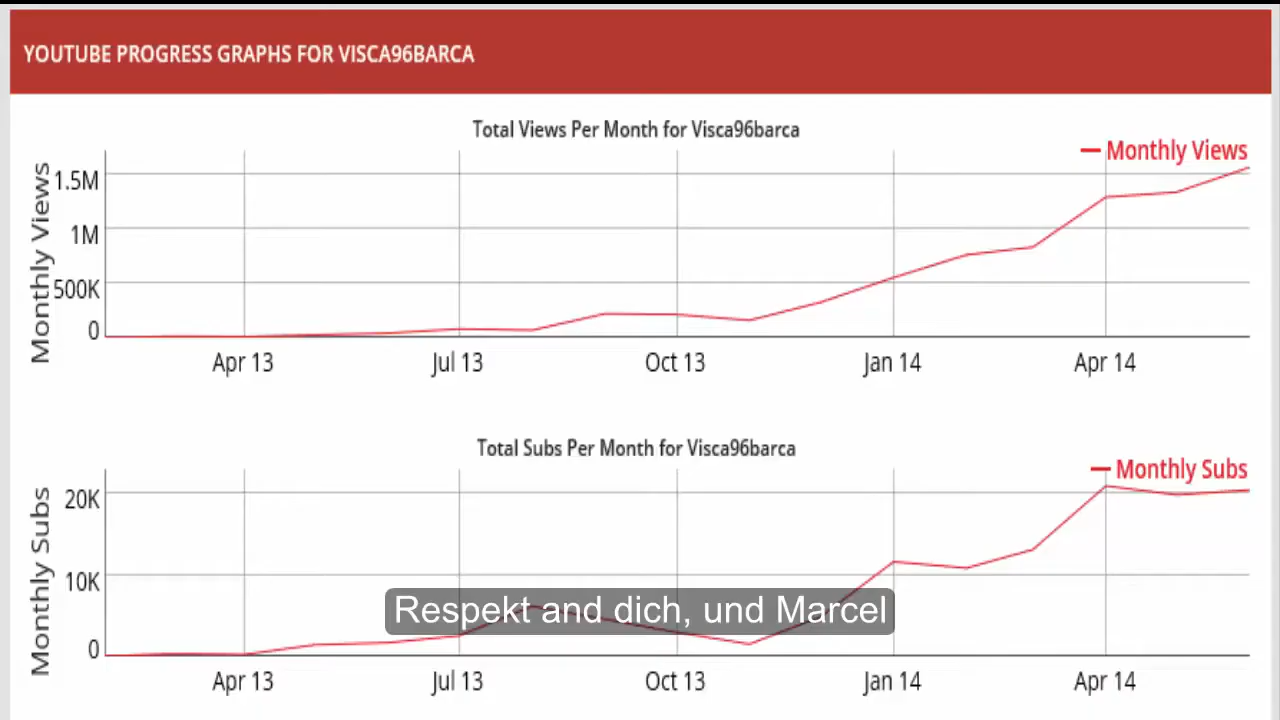 YOUTUBE PROGRESS GRAPHS FOR VISCA96BARCA
Total Views Per Month for Visca96barca
Monthly Views
Monthly Views
1.5M
1M
500K
0
Apr 13 Jul 13 Oct 13 Jan 14 Apr 14
Total Subs Per Month for Visca96barca
Monthly Subs
Monthly Subs
20K
10K
0
Respekt and dich, und Marcel
Apr 13 Jul 13 Oct 13 Jan 14 Apr 14